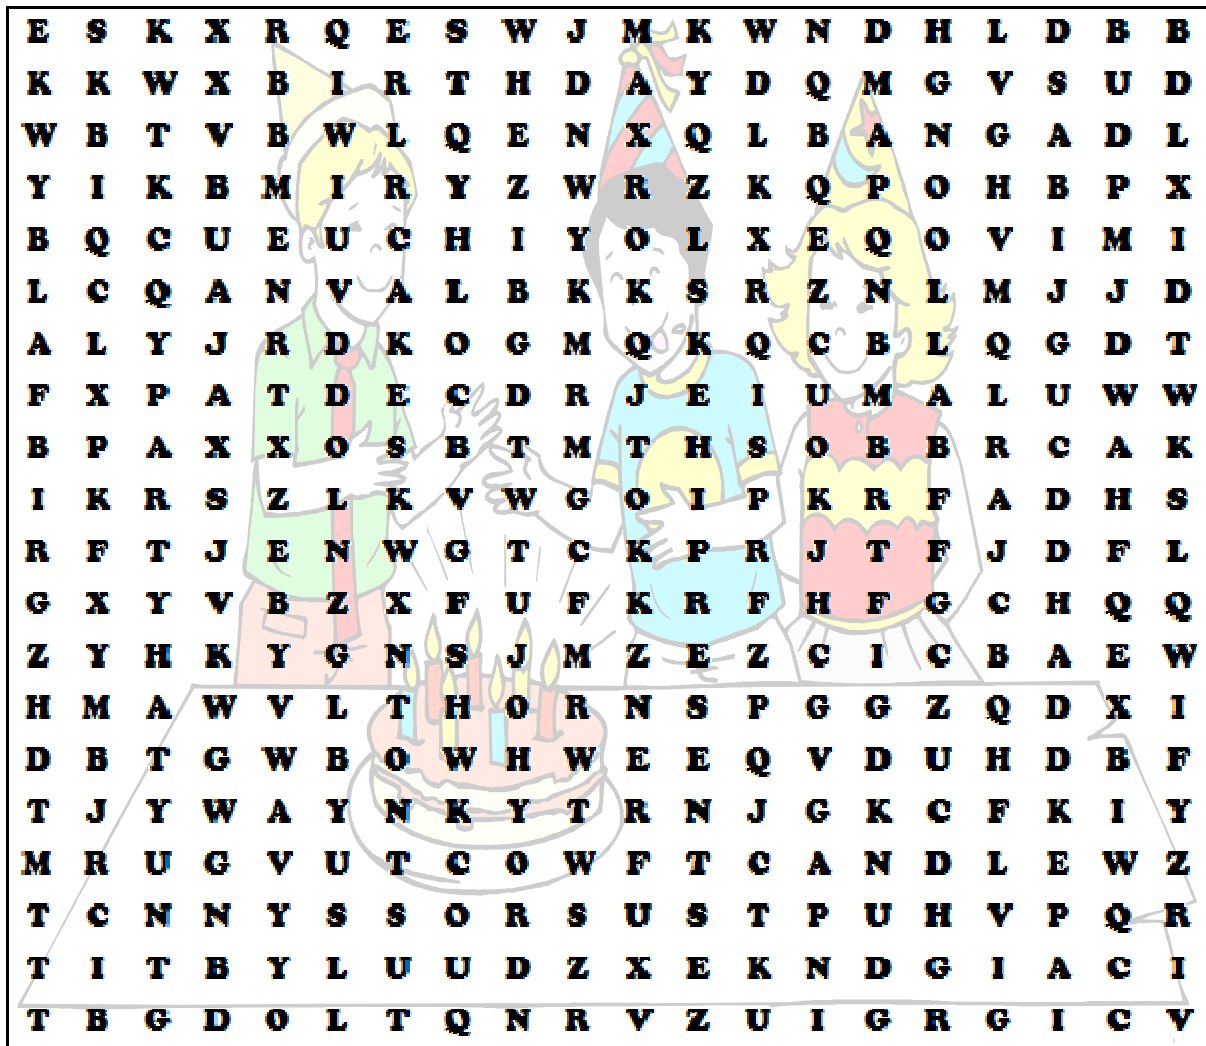 E S K X R Q E S W J M K W N D H L D B B
K K W X B I R T H D A Y D Q M G V S U D
W B T V B W L Q E N X Q L B A N G A D L
Y I K B M I R Y Z W R Z K Q P O H B P X
B Q C U E U C H I Y O L X E Q O V I M I
L C Q A N V A L B K K S R Z N L M J J D
A L Y J R D K O G M Q K Q C B L Q G D T
F X P A T D E C D R J E I U M A L U W W
B P A X X O S B T M T H S O B B R C A K
I K R S Z L K V W G O I P K R F A D H S
R F T J E N W G T C K P R J T F J D F L
G X Y V B Z X F U F K R F H F G C H Q Q
Z Y H K Y G N S J M Z E Z C I C B A E W
H M A W V L T H O R N S P G G Z Q D X I
D B T G W B O W H W E E Q V D U H D B F
T J Y W A Y N K Y T R N J G K C F K I Y
M R U G V U T C O W F T C A N D L E W Z
T C N N Y S S O R S U S T P U H V P Q R
T I T B Y L U U D Z X E K N D G I A C I
T B G D O L T Q N R V Z U I G R G I C V